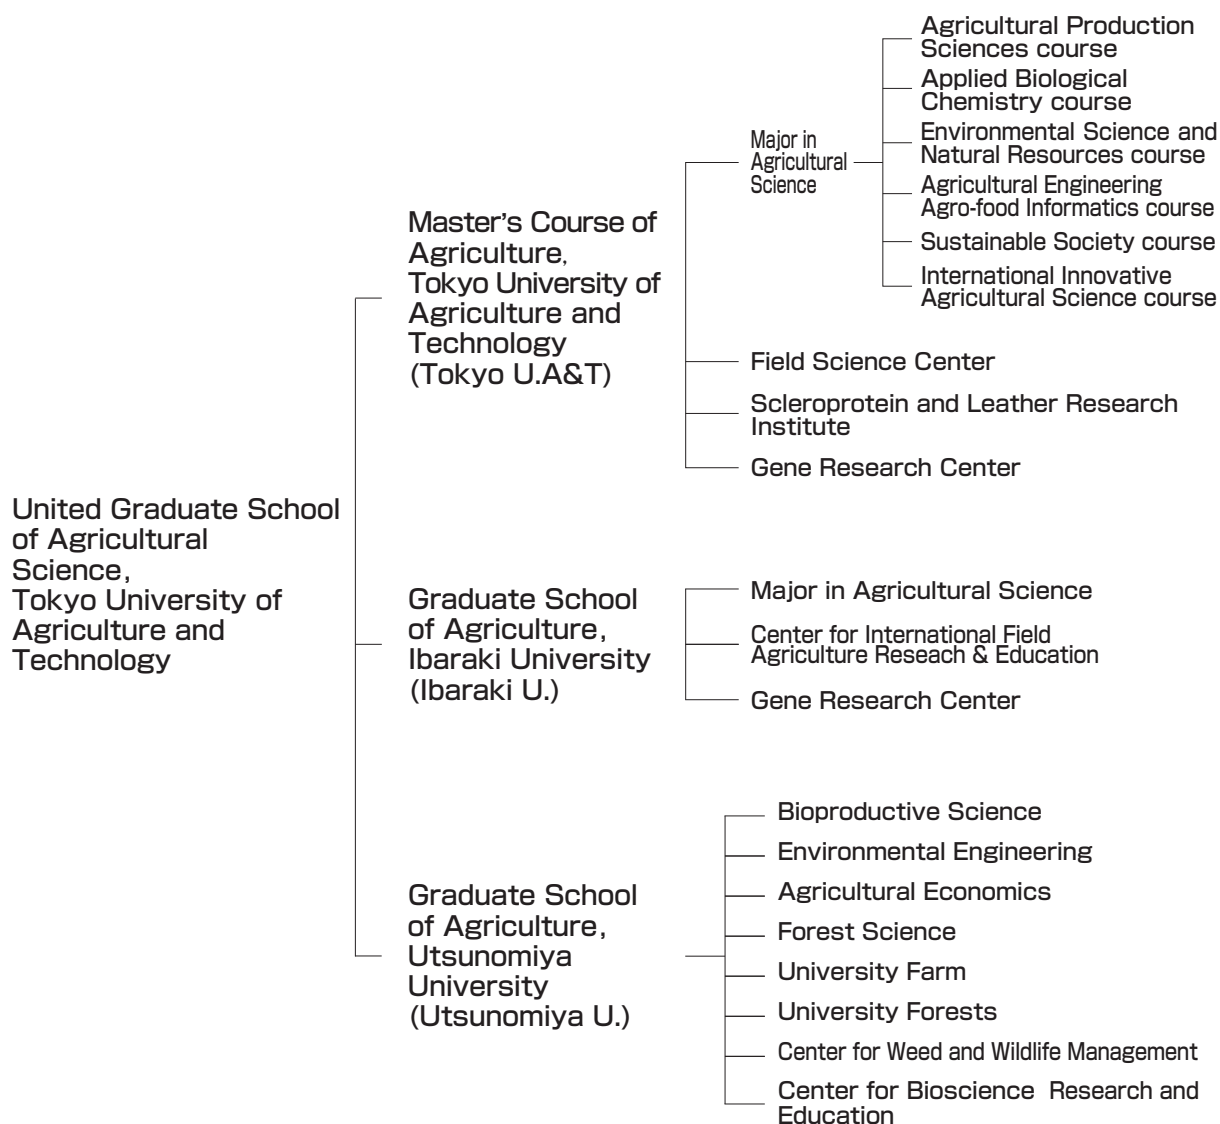 United Graduate School
of Agricultural
Science,
Tokyo University of
Agriculture and
Technology
Master's Course of
Agriculture,
Tokyo University of
Agriculture and
Technology
(Tokyo U.A&T)
Major in
Agricultural
Science
Agricultural Production
Sciences course
Applied Biological
Chemistry course
Environmental Science and
Natural Resources course
Agricultural Engineering
Agro-food Informatics course
Sustainable Society course
International Innovative
Agricultural Science course
Field Science Center
Scleroprotein and Leather Research
Institute
Gene Research Center
Graduate School
of Agriculture,
Ibaraki University
(Ibaraki U.)
Major in Agricultural Science
Center for International Field
Agriculture Reseach & Education
Gene Research Center
Graduate School
of Agriculture,
Utsunomiya
University
(Utsunomiya U.)
Bioproductive Science
Environmental Engineering
Agricultural Economics
Forest Science
University Farm
University Forests
Center for Weed and Wildlife Management
Center for Bioscience Research and
Education